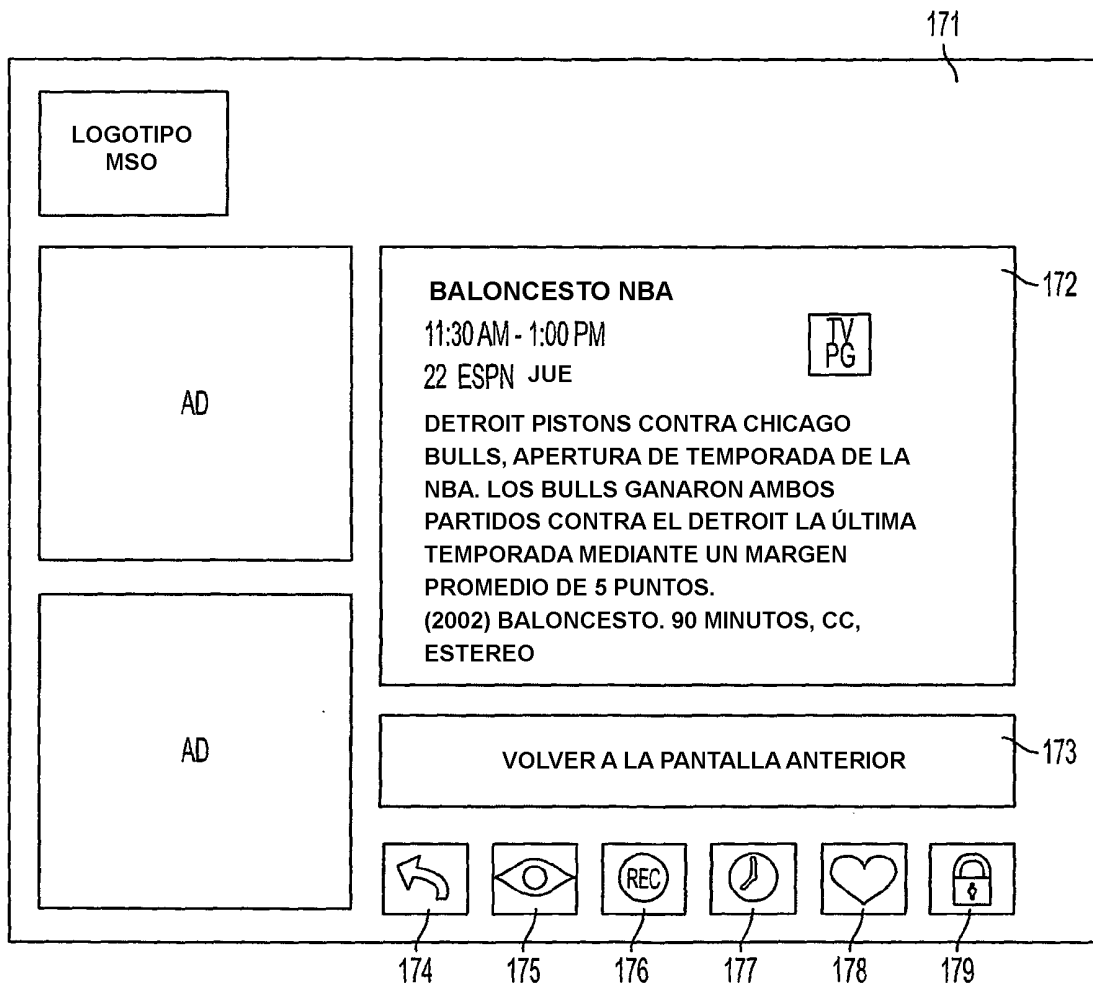 171
LOGOTIPO
MSO
172
BALONCESTO NBA
11:30 AM - 1:00 PM
TV
PG
22 ESPN JUE
AD
DETROIT PISTONS CONTRA CHICAGO
BULLS, APERTURA DE TEMPORADA DE LA
NBA. LOS BULLS GANARON AMBOS
PARTIDOS CONTRA EL DETROIT LA ÚLTIMA
TEMPORADA MEDIANTE UN MARGEN
PROMEDIO DE 5 PUNTOS.
(2002) BALONCESTO. 90 MINUTOS, CC,
ESTEREO
AD
VOLVER A LA PANTALLA ANTERIOR
173
REC
174 175 176 177 178 179